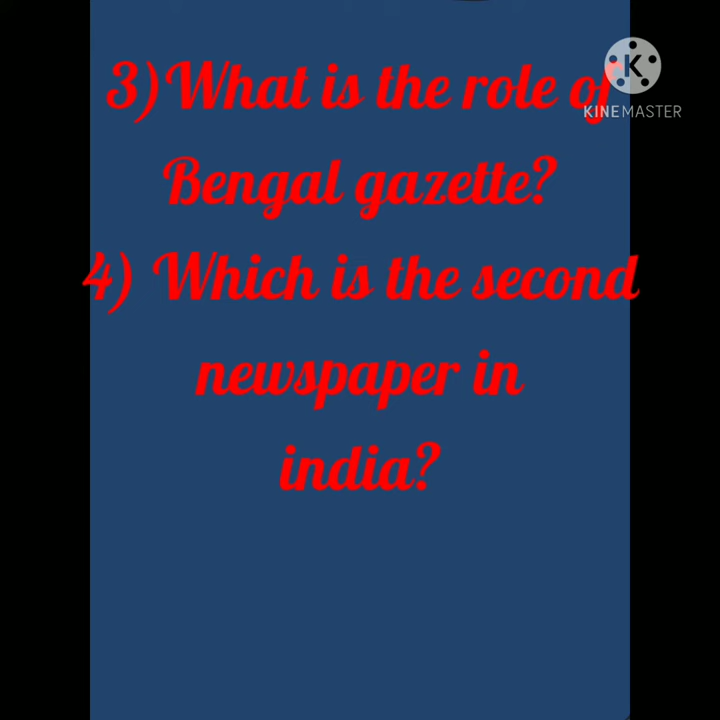 3)What is the role of
Bengal gazette?
4) Which is the second
newspaper in
india?
K
KINEMASTER